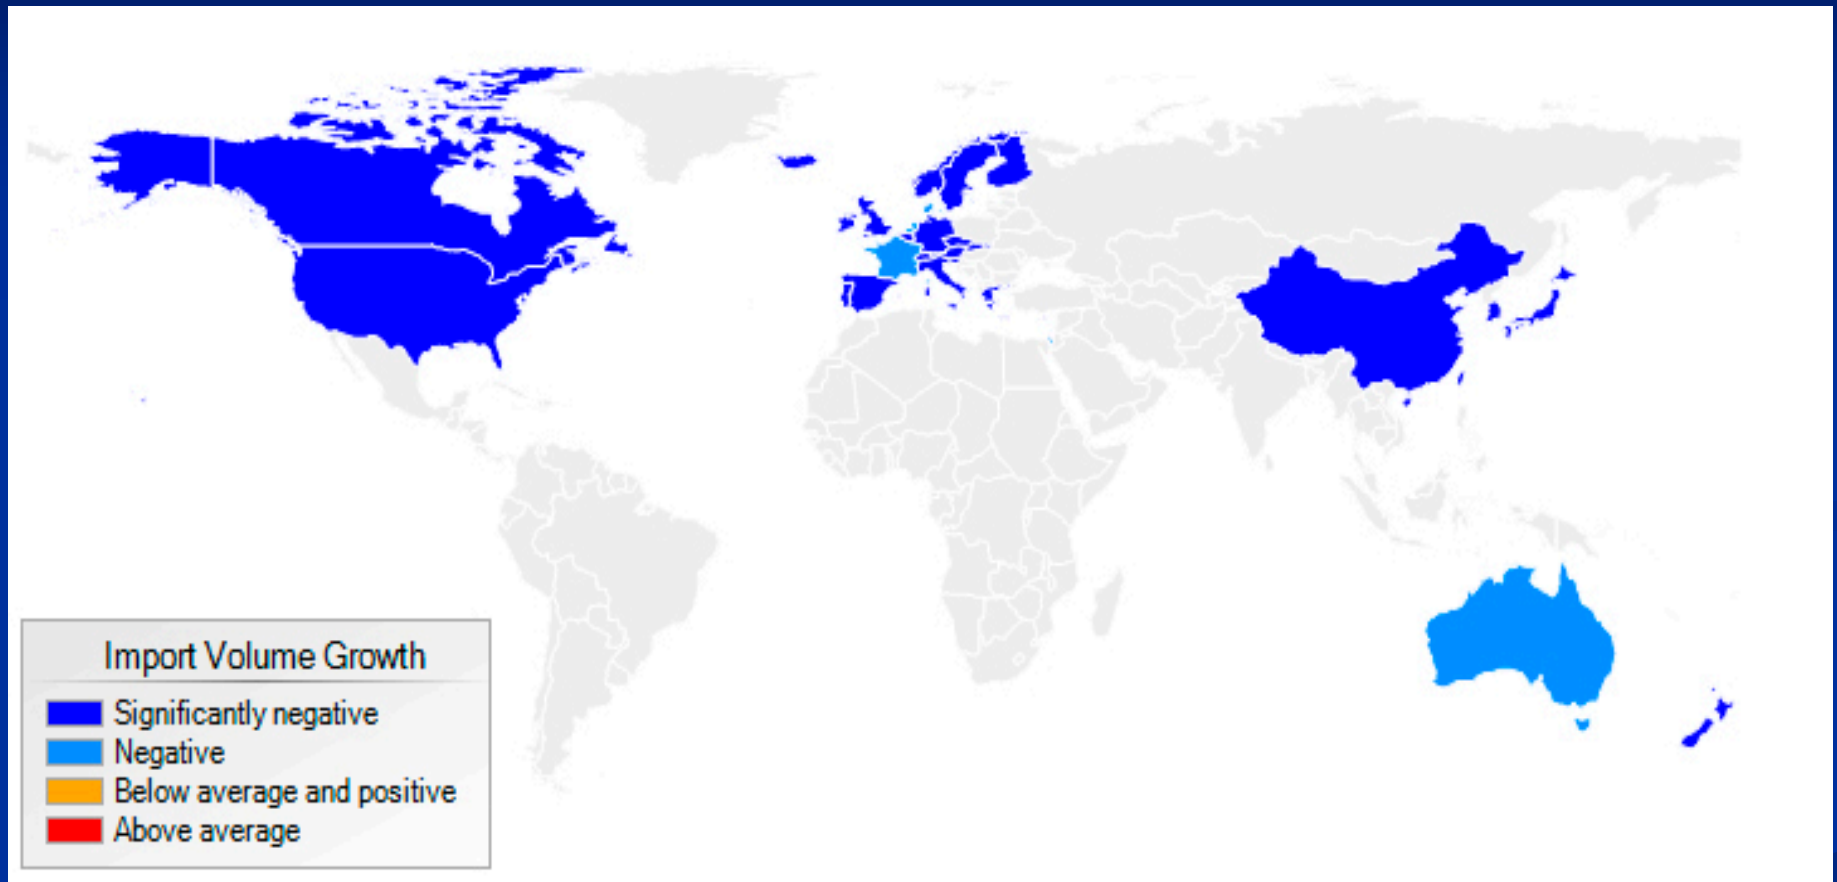 Import Volume Growth
Significantly negative
Negative
Below average and positive
Above average